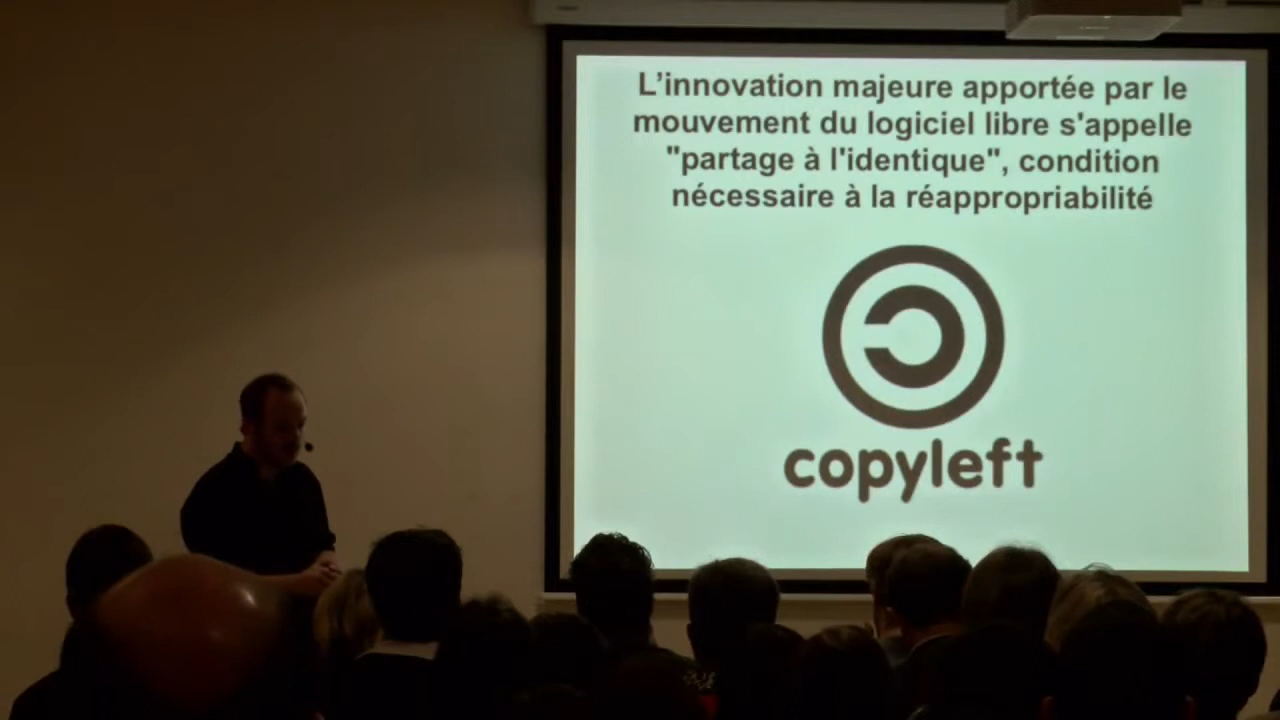 L’innovation majeure apportée par le
mouvement du logiciel libre s'appelle
"partage à l'identique", condition
nécessaire à la réappropriabilité
copyleft